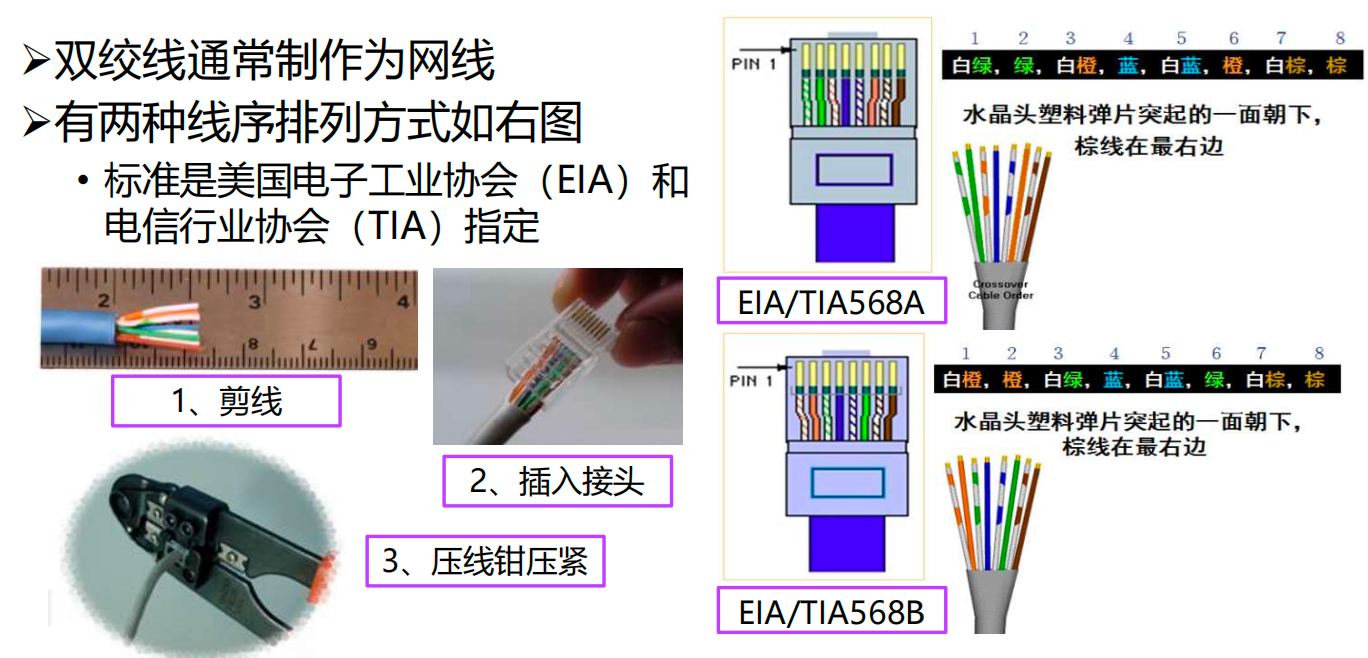 ➢双绞线通常制作为网线
➢有两种线序排列方式如右图
• 标准是美国电子工业协会（EIA）和
电信行业协会（TIA）指定
2 3 4
8 7 6
1、剪线
2、插入接头
3、压线钳压紧
PIN 1
1 2 3 4 5 6 7 8
白绿，绿，白橙，蓝，白蓝，橙，白棕，棕
水晶头塑料弹片突起的一面朝下，
棕线在最右边
Crossover
Cable Order
EIA/TIA568A
PIN 1
1 2 3 4 5 6 7 8
白橙，橙，白绿，蓝，白蓝，绿，白棕，棕
水晶头塑料弹片突起的一面朝下，
棕线在最右边
EIA/TIA568B